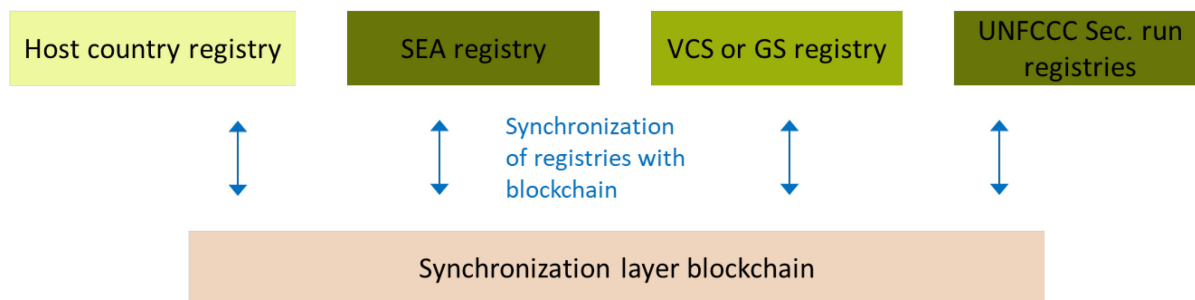 Host country registry
SEA registry
VCS or GS registry
UNFCCC Sec. run
registries
Synchronization
of registries with
blockchain
Synchronization layer blockchain